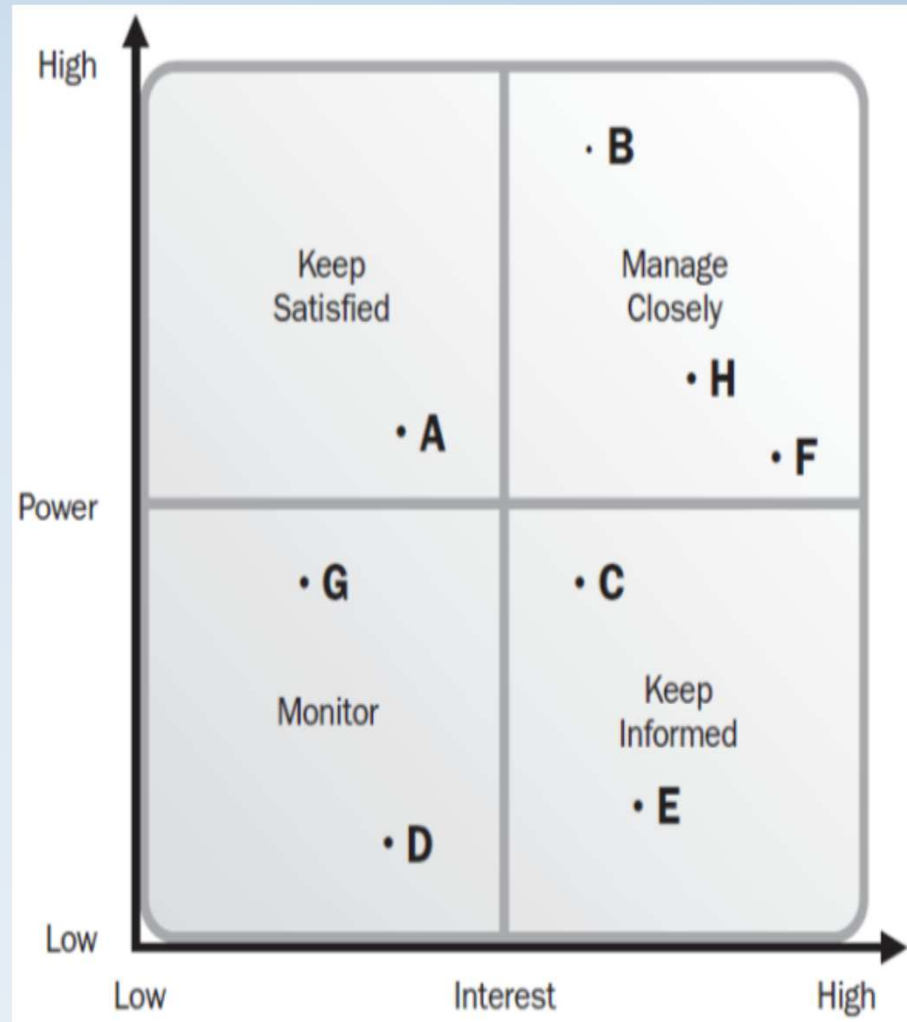 High
· B
Keep
Satisfied
Manage
Closely
• H
• A
• F
Power
• G
• C
Monitor
Keep
Informed
• E
• D
Low
Low
Interest
High